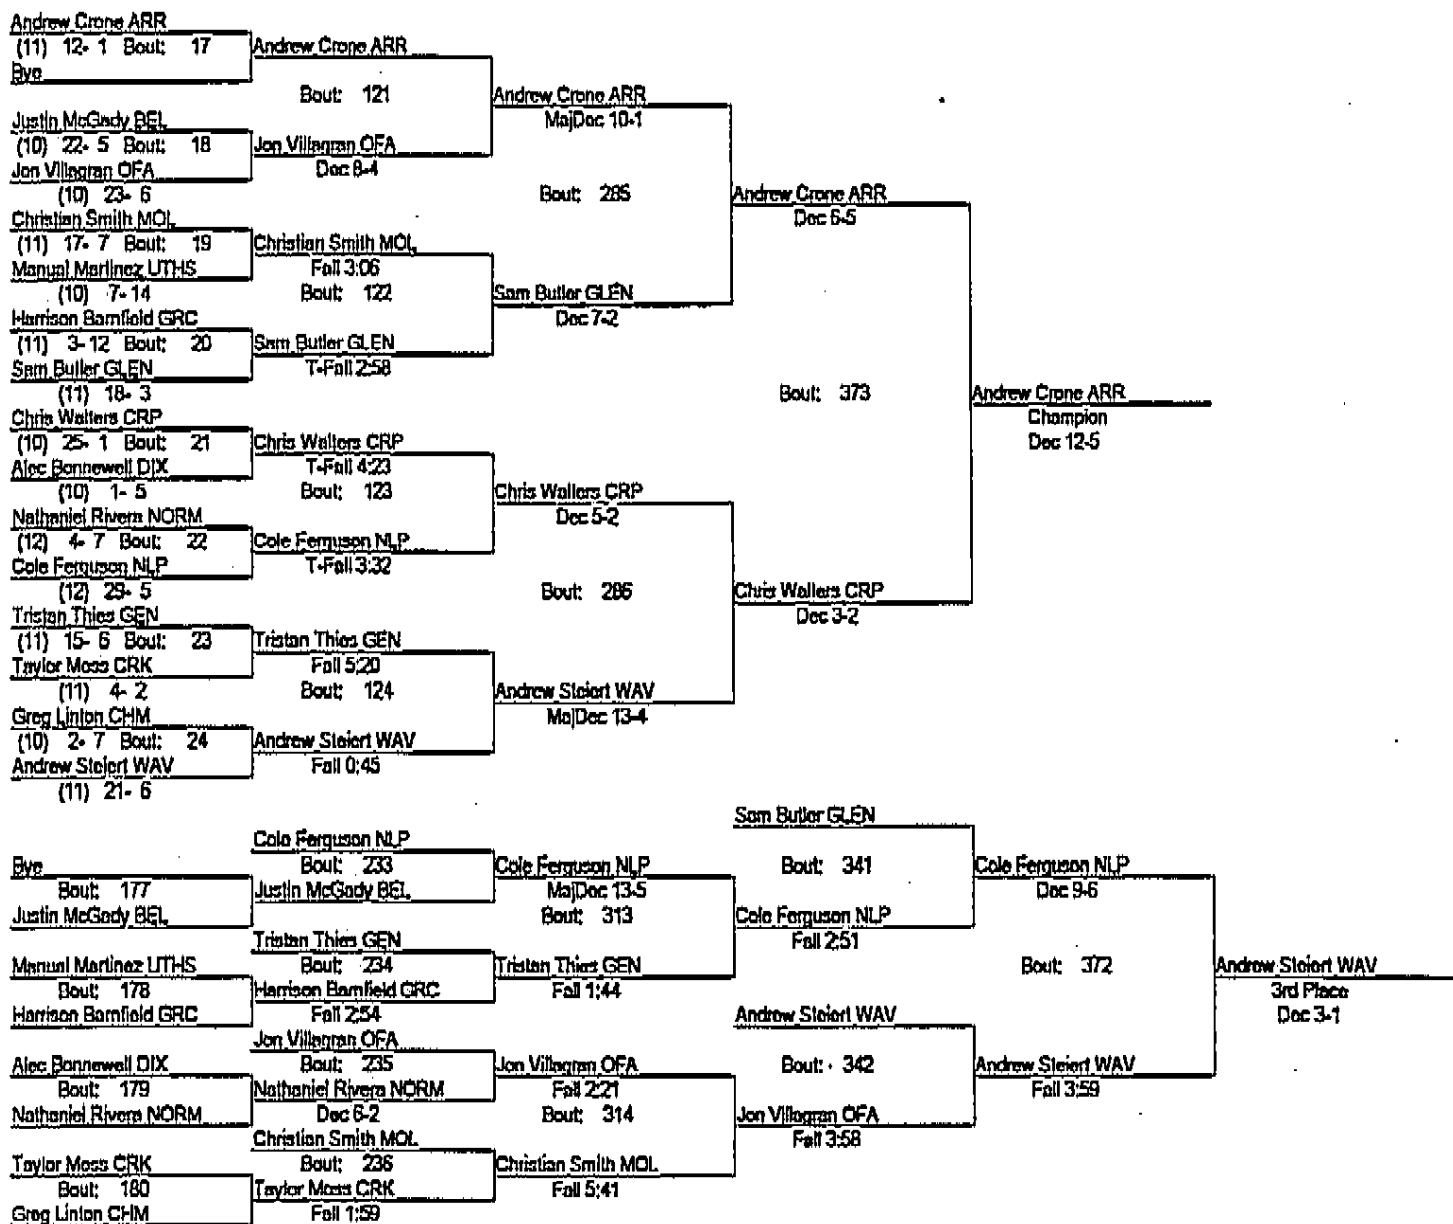 Andrew Crone ARR
(11) 12- 1 Bout: 17
Bye
Justin McGady BEL
(10) 22- 5 Bout: 18
Jon Villagran OFA
(10) 23- 6
Christian Smith MOL
(11) 17- 7 Bout: 19
Manual Martinez UTHS
(10) 7- 14
Harrison Bamfield GRC
(11) 3- 12 Bout: 20
Sam Butler GLEN
(11) 18- 3
Chris Walters CRP
(10) 25- 1 Bout: 21
Alec Bonnewell DIX
(10) 1- 5
Nathaniel Rivera NORM
(12) 4- 7 Bout: 22
Cole Ferguson NLP
(12) 29- 5
Tristan Thies GEN
(11) 15- 6 Bout: 23
Taylor Moss CRK
(11) 4- 2
Greg Linton CHM
(10) 2- 7 Bout: 24
Andrew Steiert WAV
(11) 21- 6
Andrew Crone ARR
Bout: 121
Jon Villagran OFA
Dec 8-4
Christian Smith MOL
Fall 3:06
Bout: 122
Sam Butler GLEN
T-Fall 2:58
Chris Walters CRP
T-Fall 4:23
Bout: 123
Cole Ferguson NLP
T-Fall 3:32
Tristan Thies GEN
Fall 5:20
Bout: 124
Andrew Steiert WAV
Fall 0:45
Andrew Crone ARR
MajDec 10-1
Bout: 285
Sam Butler GLEN
Dec 7-2
Chris Walters CRP
Dec 5-2
Bout: 286
Andrew Steiert WAV
MajDec 13-4
Andrew Crone ARR
Dec 6-5
Bout: 373
Chris Walters CRP
Dec 3-2
Andrew Crone ARR
Champion
Dec 12-5
Bye
Bout: 177
Justin McGady BEL
Manual Martinez UTHS
Bout: 178
Harrison Bamfield GRC
Alec Bonnewell DIX
Bout: 179
Nathaniel Rivera NORM
Taylor Moss CRK
Bout: 180
Greg Linton CHM
Cole Ferguson NLP
Bout: 233
Justin McGady BEL
Tristan Thies GEN
Bout: 234
Harrison Bamfield GRC
Fall 2:54
Jon Villagran OFA
Bout: 235
Nathaniel Rivera NORM
Dec 6-2
Christian Smith MOL
Bout: 236
Taylor Moss CRK
Fall 1:59
Cole Ferguson NLP
MajDec 13-5
Bout: 313
Tristan Thies GEN
Fall 1:44
Jon Villagran OFA
Fall 2:21
Bout: 314
Christian Smith MOL
Fall 5:41
Sam Butler GLEN
Bout: 341
Cole Ferguson NLP
Fall 2:51
Andrew Steiert WAV
Bout: 342
Jon Villagran OFA
Fall 3:58
Cole Ferguson NLP
Dec 9-6
Bout: 372
Andrew Steiert WAV
Fall 3:59
Andrew Steiert WAV
3rd Place
Dec 3-1